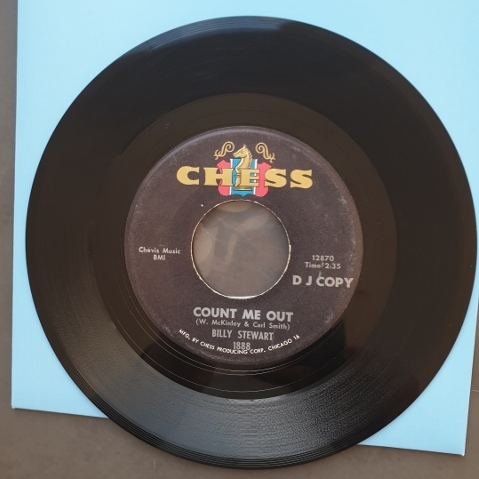 CHESS
Chevis Music
BMI
12870
Time: 2:35
D J COPY
COUNT ME OUT
(W. McKinley & Carl Smith)
BILLY STEWART
1888
MFG. BY CHESS PRODUCING CORP. CHICAGO 16